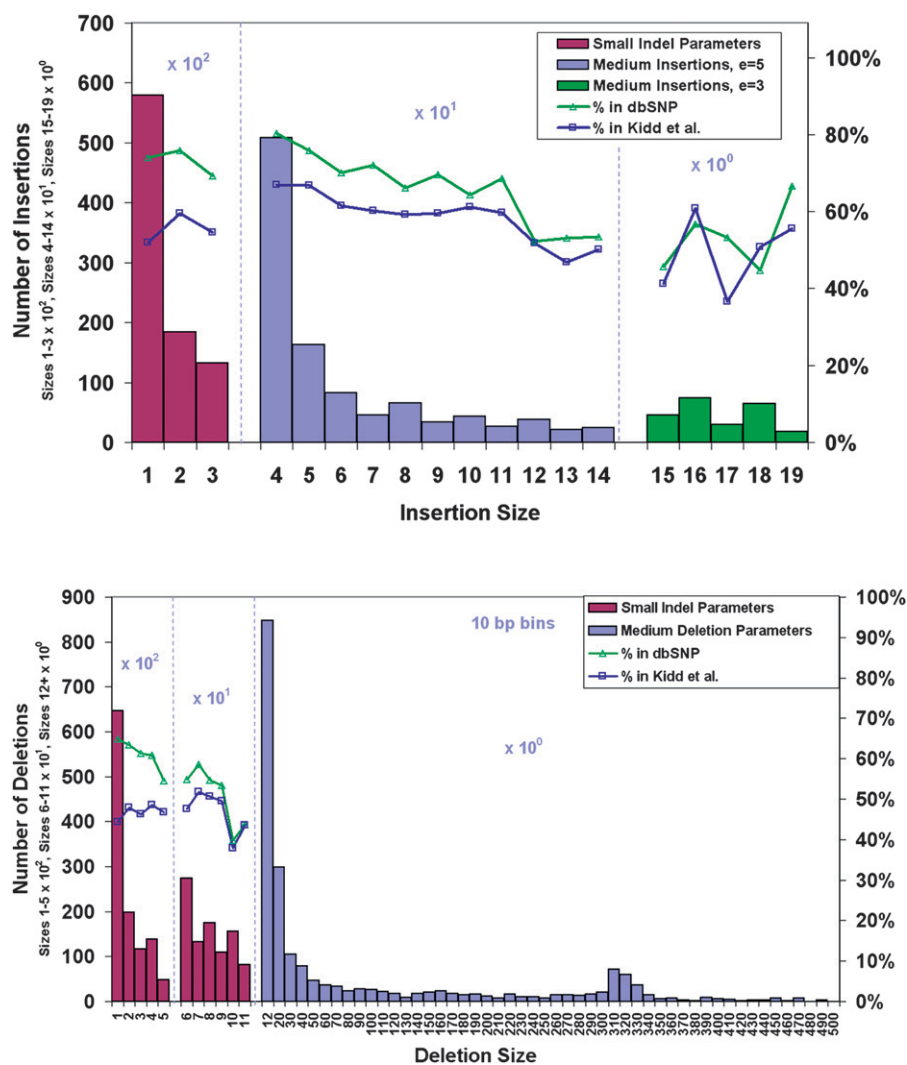 700
600
500
400
300
200
100
0
Number of Insertions
Sizes 1-3 x 10², Sizes 4-14 x 10¹, Sizes 15-19 x 10⁰
x 10²
x 10¹
x 10⁰
Small Indel Parameters
Medium Insertions, e=5
Medium Insertions, e=3
% in dbSNP
% in Kidd et al.
100%
80%
60%
40%
20%
0%
1 2 3 4 5 6 7 8 9 10 11 12 13 14 15 16 17 18 19
Insertion Size
900
800
700
600
500
400
300
200
100
0
Number of Deletions
Sizes 1-5 x 10², Sizes 6-11 x 10¹, Sizes 12+ x 10⁰
x 10²
x 10¹
10 bp bins
x 10⁰
Small Indel Parameters
Medium Deletion Parameters
% in dbSNP
% in Kidd et al.
100%
90%
80%
70%
60%
50%
40%
30%
20%
10%
0%
1 2 3 4 5 6 7 8 9 10 11 12 20 30 40 50 60 70 80 90 100 110 120 130 140 150 160 170 180 190 200 210 220 230 240 250 260 270 280 290 300 310 320 330 340 350 360 370 380 390 400 410 420 430 440 450 460 470 480 490 500
Deletion Size